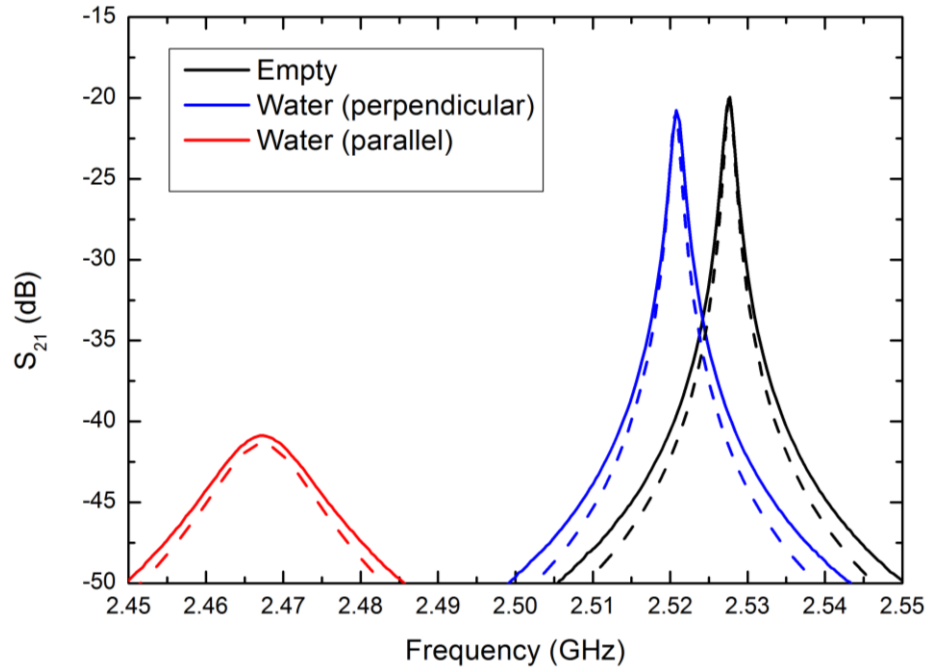 -15
-20
-25
-30
-35
-40
-45
-50
S21 (dB)
Empty
Water (perpendicular)
Water (parallel)
2.45 2.46 2.47 2.48 2.49 2.50 2.51 2.52 2.53 2.54 2.55
Frequency (GHz)